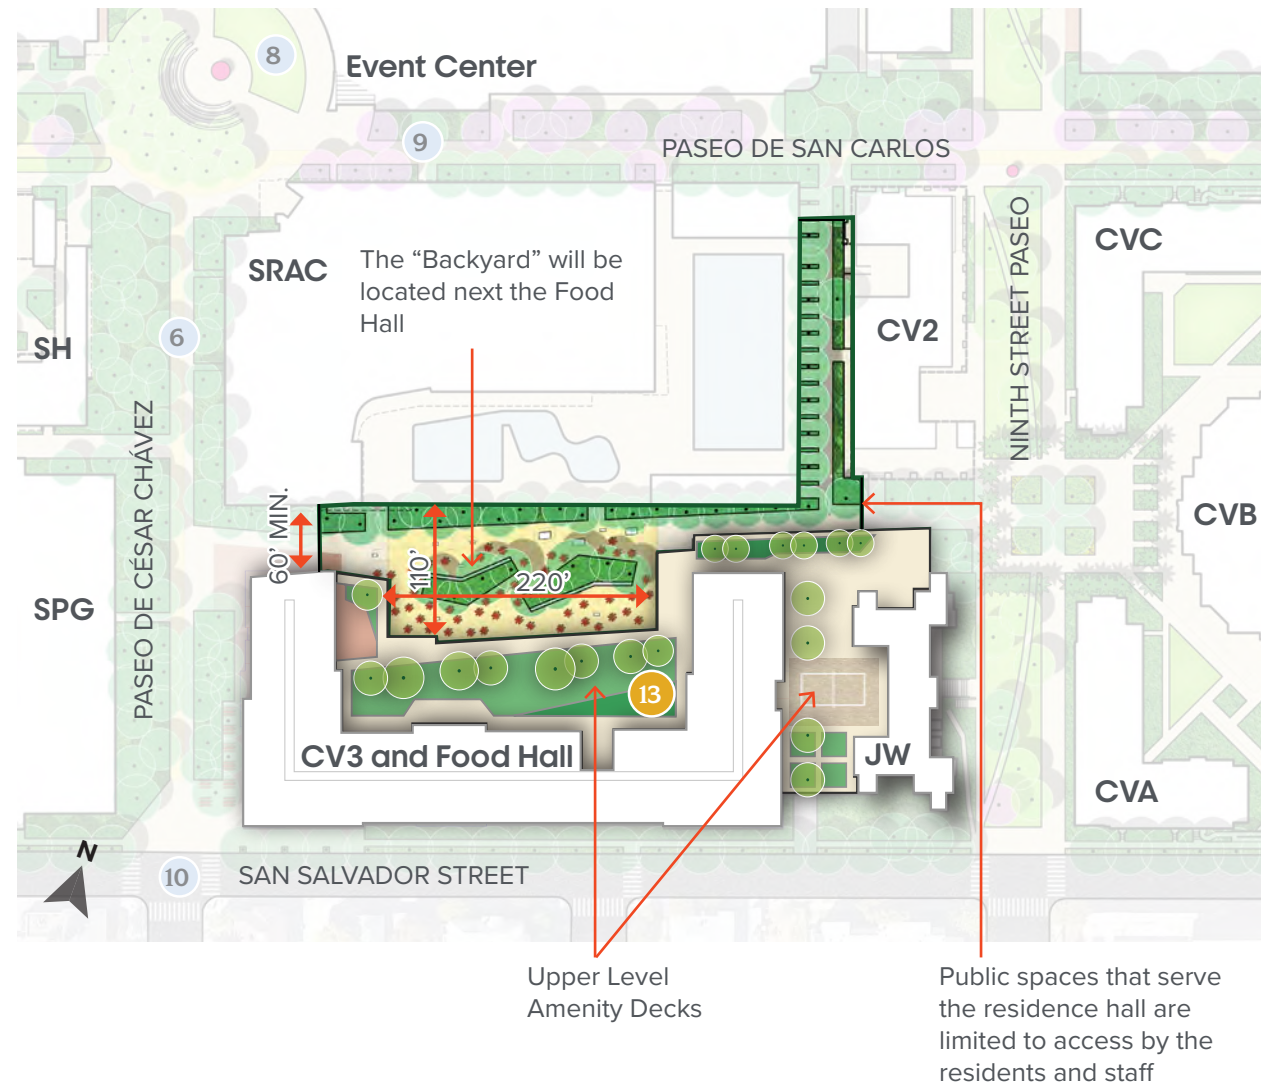 8
Event Center
9
PASEO DE SAN CARLOS
SRAC
The “Backyard” will be
located next the Food
Hall
NINTH STREET PASEO
CVC
6
SH
CV2
PASEO DE CÉSAR CHÁVEZ
60’ MIN.
110’
220’
CVB
SPG
13
CV3 and Food Hall
JW
CVA
N
10
SAN SALVADOR STREET
Upper Level
Amenity Decks
Public spaces that serve
the residence hall are
limited to access by the
residents and staff